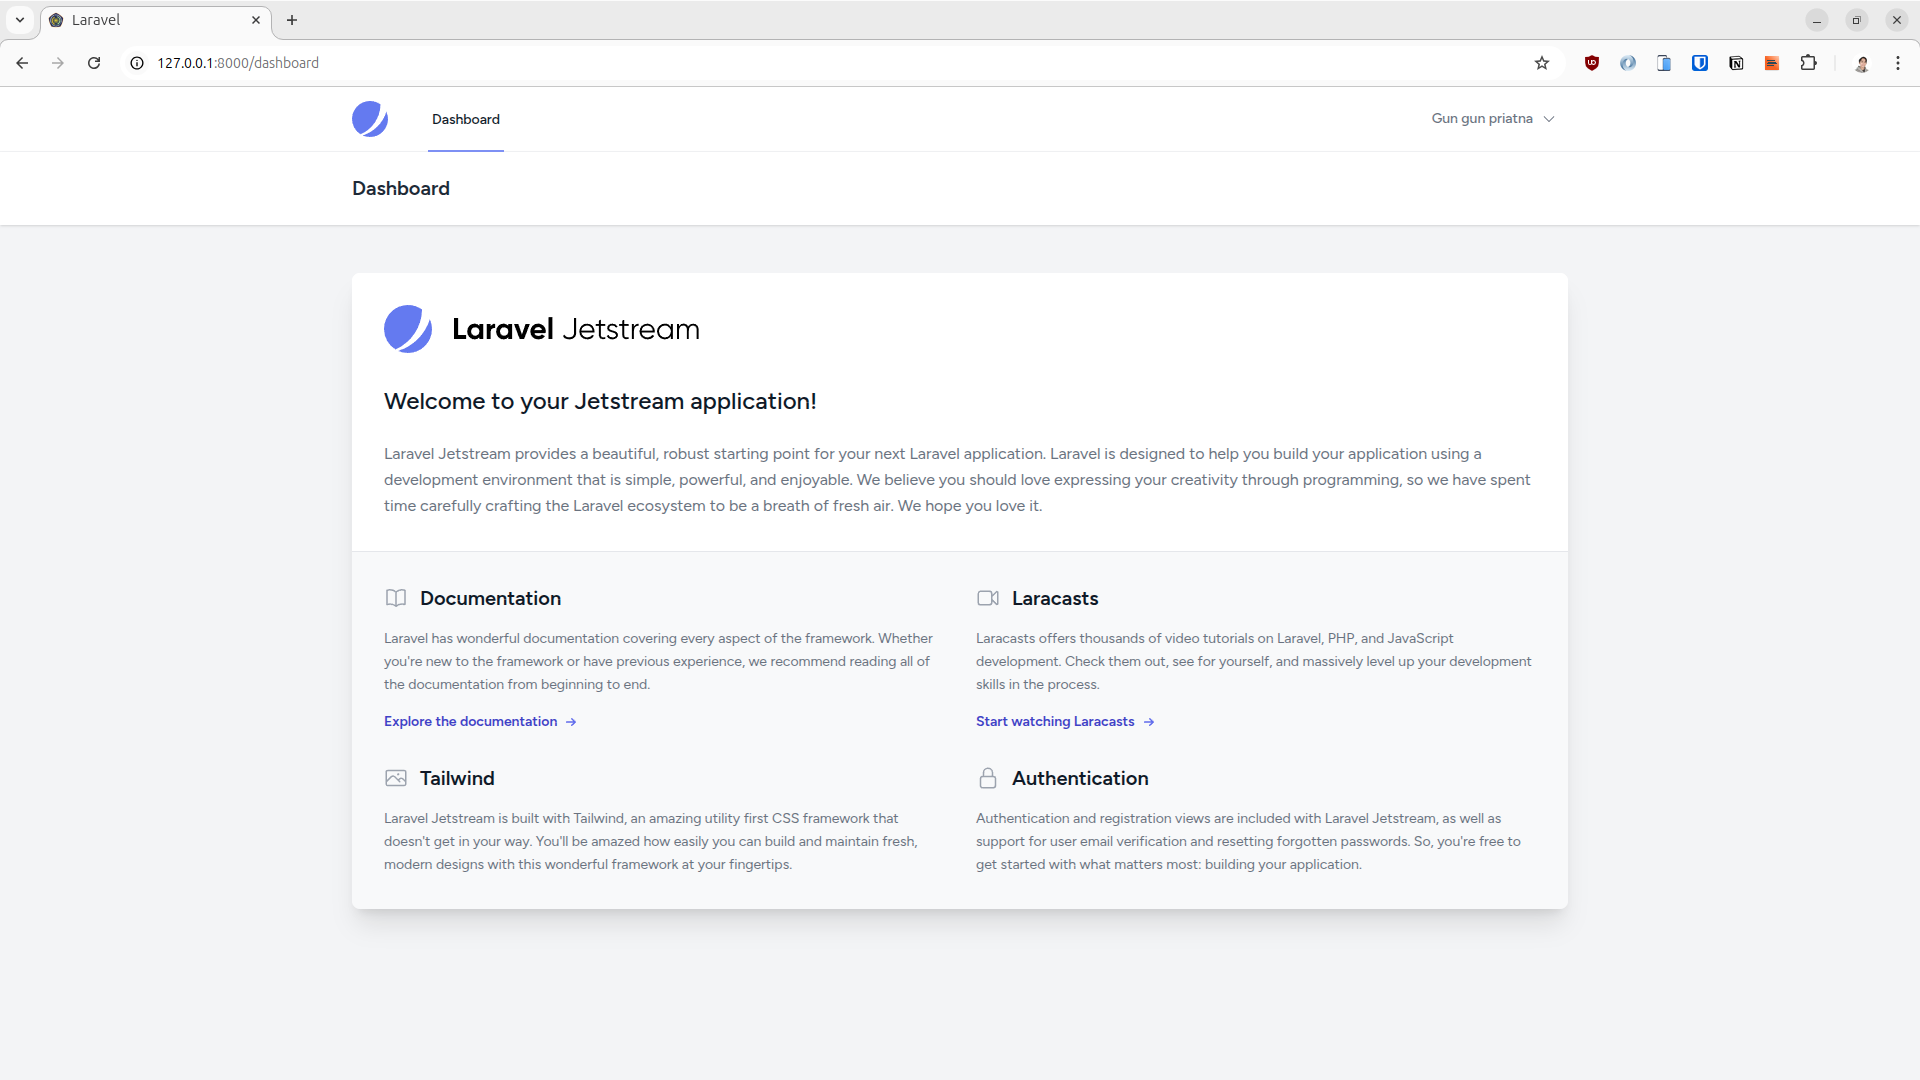 Laravel
127.0.0.1:8000/dashboard
Dashboard
Gun gun priatna
Dashboard
Laravel Jetstream
Welcome to your Jetstream application!
Laravel Jetstream provides a beautiful, robust starting point for your next Laravel application. Laravel is designed to help you build your application using a
development environment that is simple, powerful, and enjoyable. We believe you should love expressing your creativity through programming, so we have spent
time carefully crafting the Laravel ecosystem to be a breath of fresh air. We hope you love it.
Documentation
Laravel has wonderful documentation covering every aspect of the framework. Whether
you're new to the framework or have previous experience, we recommend reading all of
the documentation from beginning to end.
Explore the documentation
Laracasts
Laracasts offers thousands of video tutorials on Laravel, PHP, and JavaScript
development. Check them out, see for yourself, and massively level up your development
skills in the process.
Start watching Laracasts
Tailwind
Laravel Jetstream is built with Tailwind, an amazing utility first CSS framework that
doesn't get in your way. You'll be amazed how easily you can build and maintain fresh,
modern designs with this wonderful framework at your fingertips.
Authentication
Authentication and registration views are included with Laravel Jetstream, as well as
support for user email verification and resetting forgotten passwords. So, you're free to
get started with what matters most: building your application.